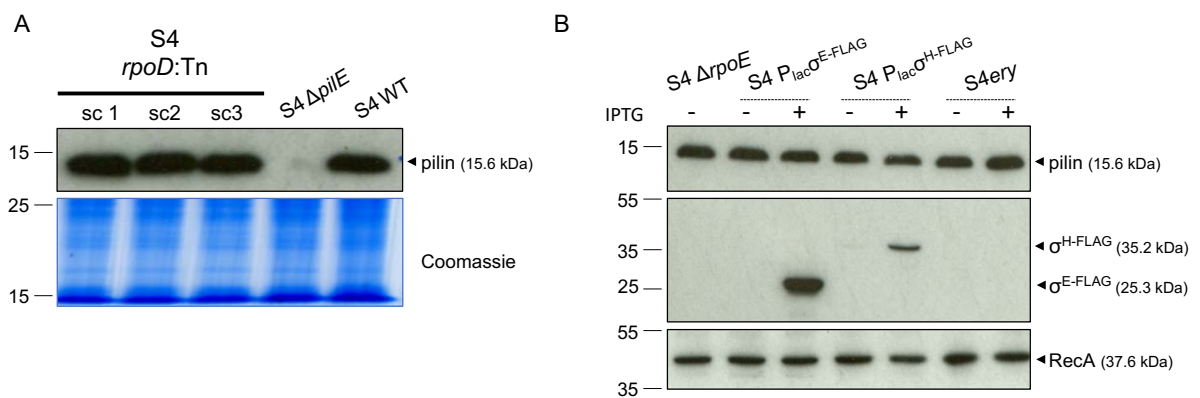 A
S4
rpoD:Tn
sc 1 sc2 sc3 S4 ΔpilE S4 WT
15
pilin (15.6 kDa)
25
Coomassie
15
B
S4 ΔrpoE S4 PlacσE-FLAG S4 PlacσH-FLAG S4ery
IPTG - - + - + - +
15
pilin (15.6 kDa)
55
35
σH-FLAG (35.2 kDa)
25
σE-FLAG (25.3 kDa)
55
RecA (37.6 kDa)
35